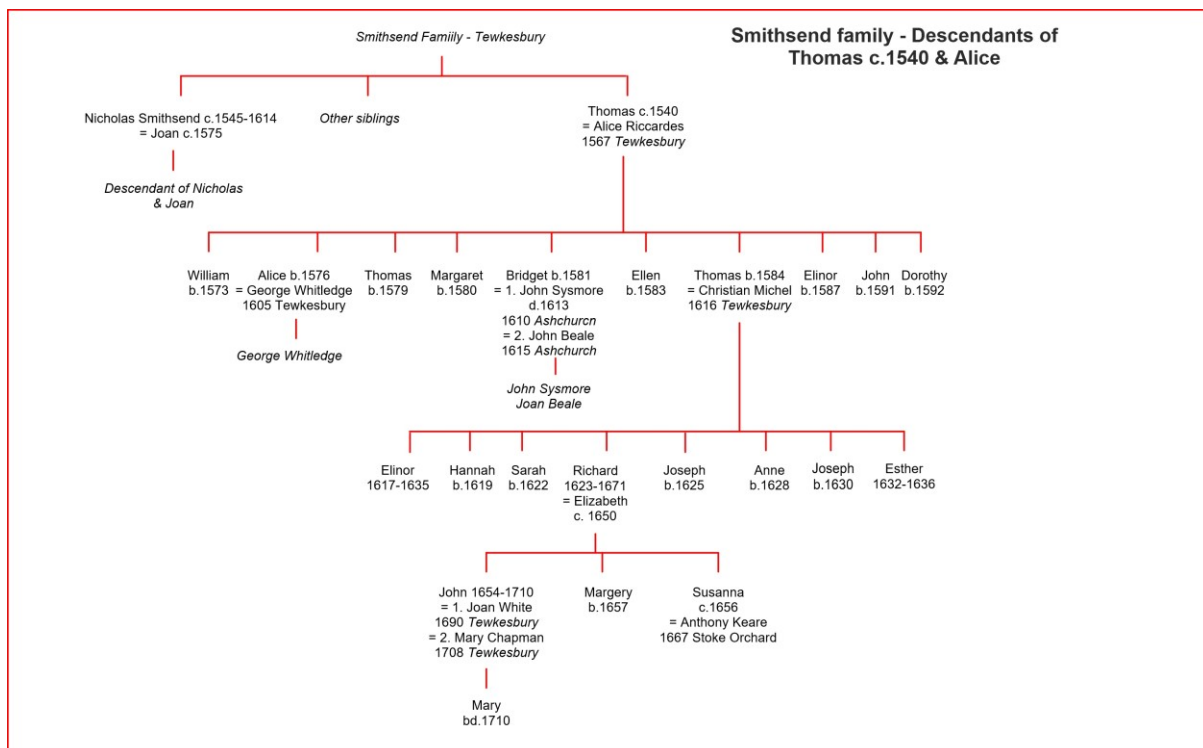 Smithsend Famiily - Tewkesbury
Smithsend family - Descendants of
Thomas c.1540 & Alice
Nicholas Smithsend c.1545-1614
= Joan c.1575
Other siblings
Thomas c.1540
= Alice Riccardes
1567 Tewkesbury
Descendant of Nicholas
& Joan
William
b.1573
Alice b.1576
= George Whitledge
1605 Tewkesbury
George Whitledge
Thomas
b.1579
Margaret
b.1580
Bridget b.1581
= 1. John Sysmore
d.1613
1610 Ashchurcn
= 2. John Beale
1615 Ashchurch
John Sysmore
Joan Beale
Ellen
b.1583
Thomas b.1584
= Christian Michel
1616 Tewkesbury
Elinor
b.1587
John
b.1591
Dorothy
b.1592
Elinor
1617-1635
Hannah
b.1619
Sarah
b.1622
Richard
1623-1671
= Elizabeth
c. 1650
Joseph
b.1625
Anne
b.1628
Joseph
b.1630
Esther
1632-1636
John 1654-1710
= 1. Joan White
1690 Tewkesbury
= 2. Mary Chapman
1708 Tewkesbury
Margery
b.1657
Susanna
c.1656
= Anthony Keare
1667 Stoke Orchard
Mary
bd.1710